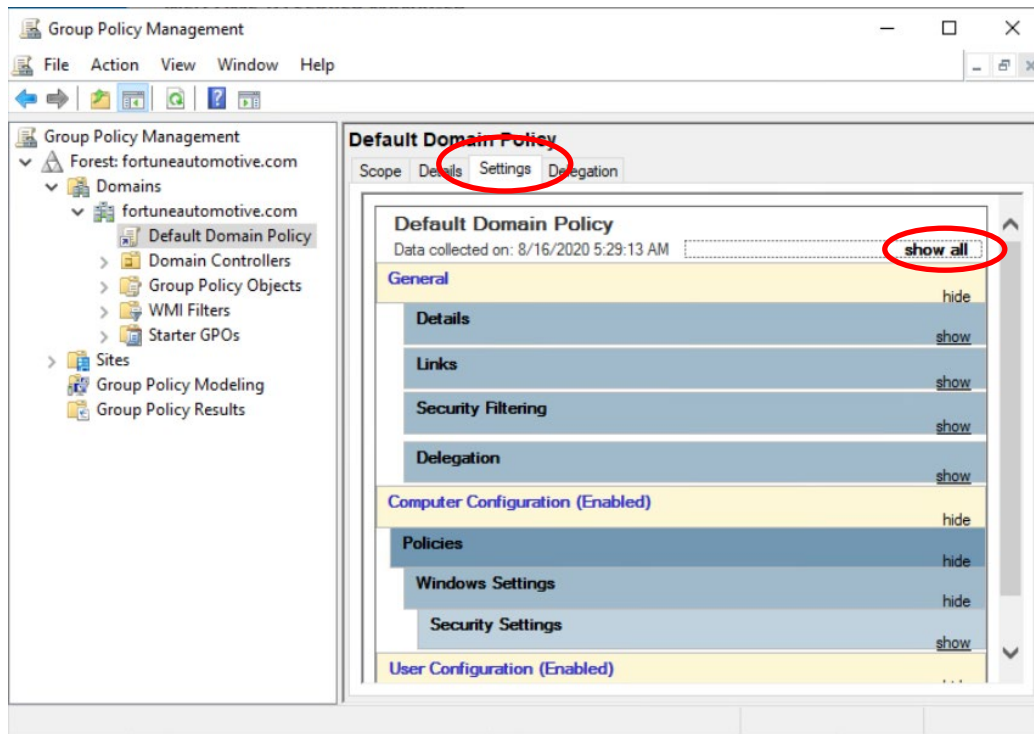 Group Policy Management
File Action View Window Help
Group Policy Management
Forest: fortuneautomotive.com
Domains
fortuneautomotive.com
Default Domain Policy
Domain Controllers
Group Policy Objects
WMI Filters
Starter GPOs
Sites
Group Policy Modeling
Group Policy Results
Default Domain Policy
Scope Details Settings Delegation
Default Domain Policy
Data collected on: 8/16/2020 5:29:13 AM show all
General
hide
Details
show
Links
show
Security Filtering
show
Delegation
show
Computer Configuration (Enabled)
hide
Policies
hide
Windows Settings
hide
Security Settings
show
User Configuration (Enabled)